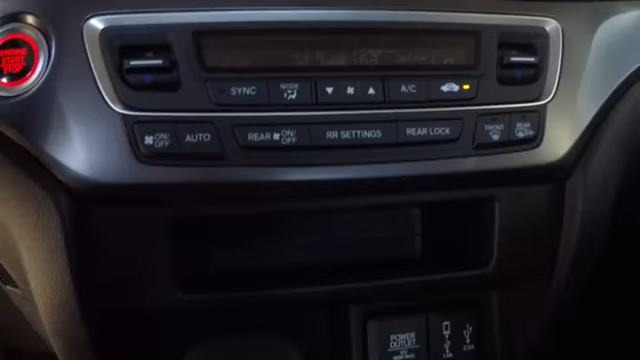 ENGINE
START
STOP
SYNC
MODE
A/C
ON/
OFF
AUTO
REAR ON/
OFF
RR SETTINGS
REAR LOCK
FRONT
REAR
POWER
OUTLET